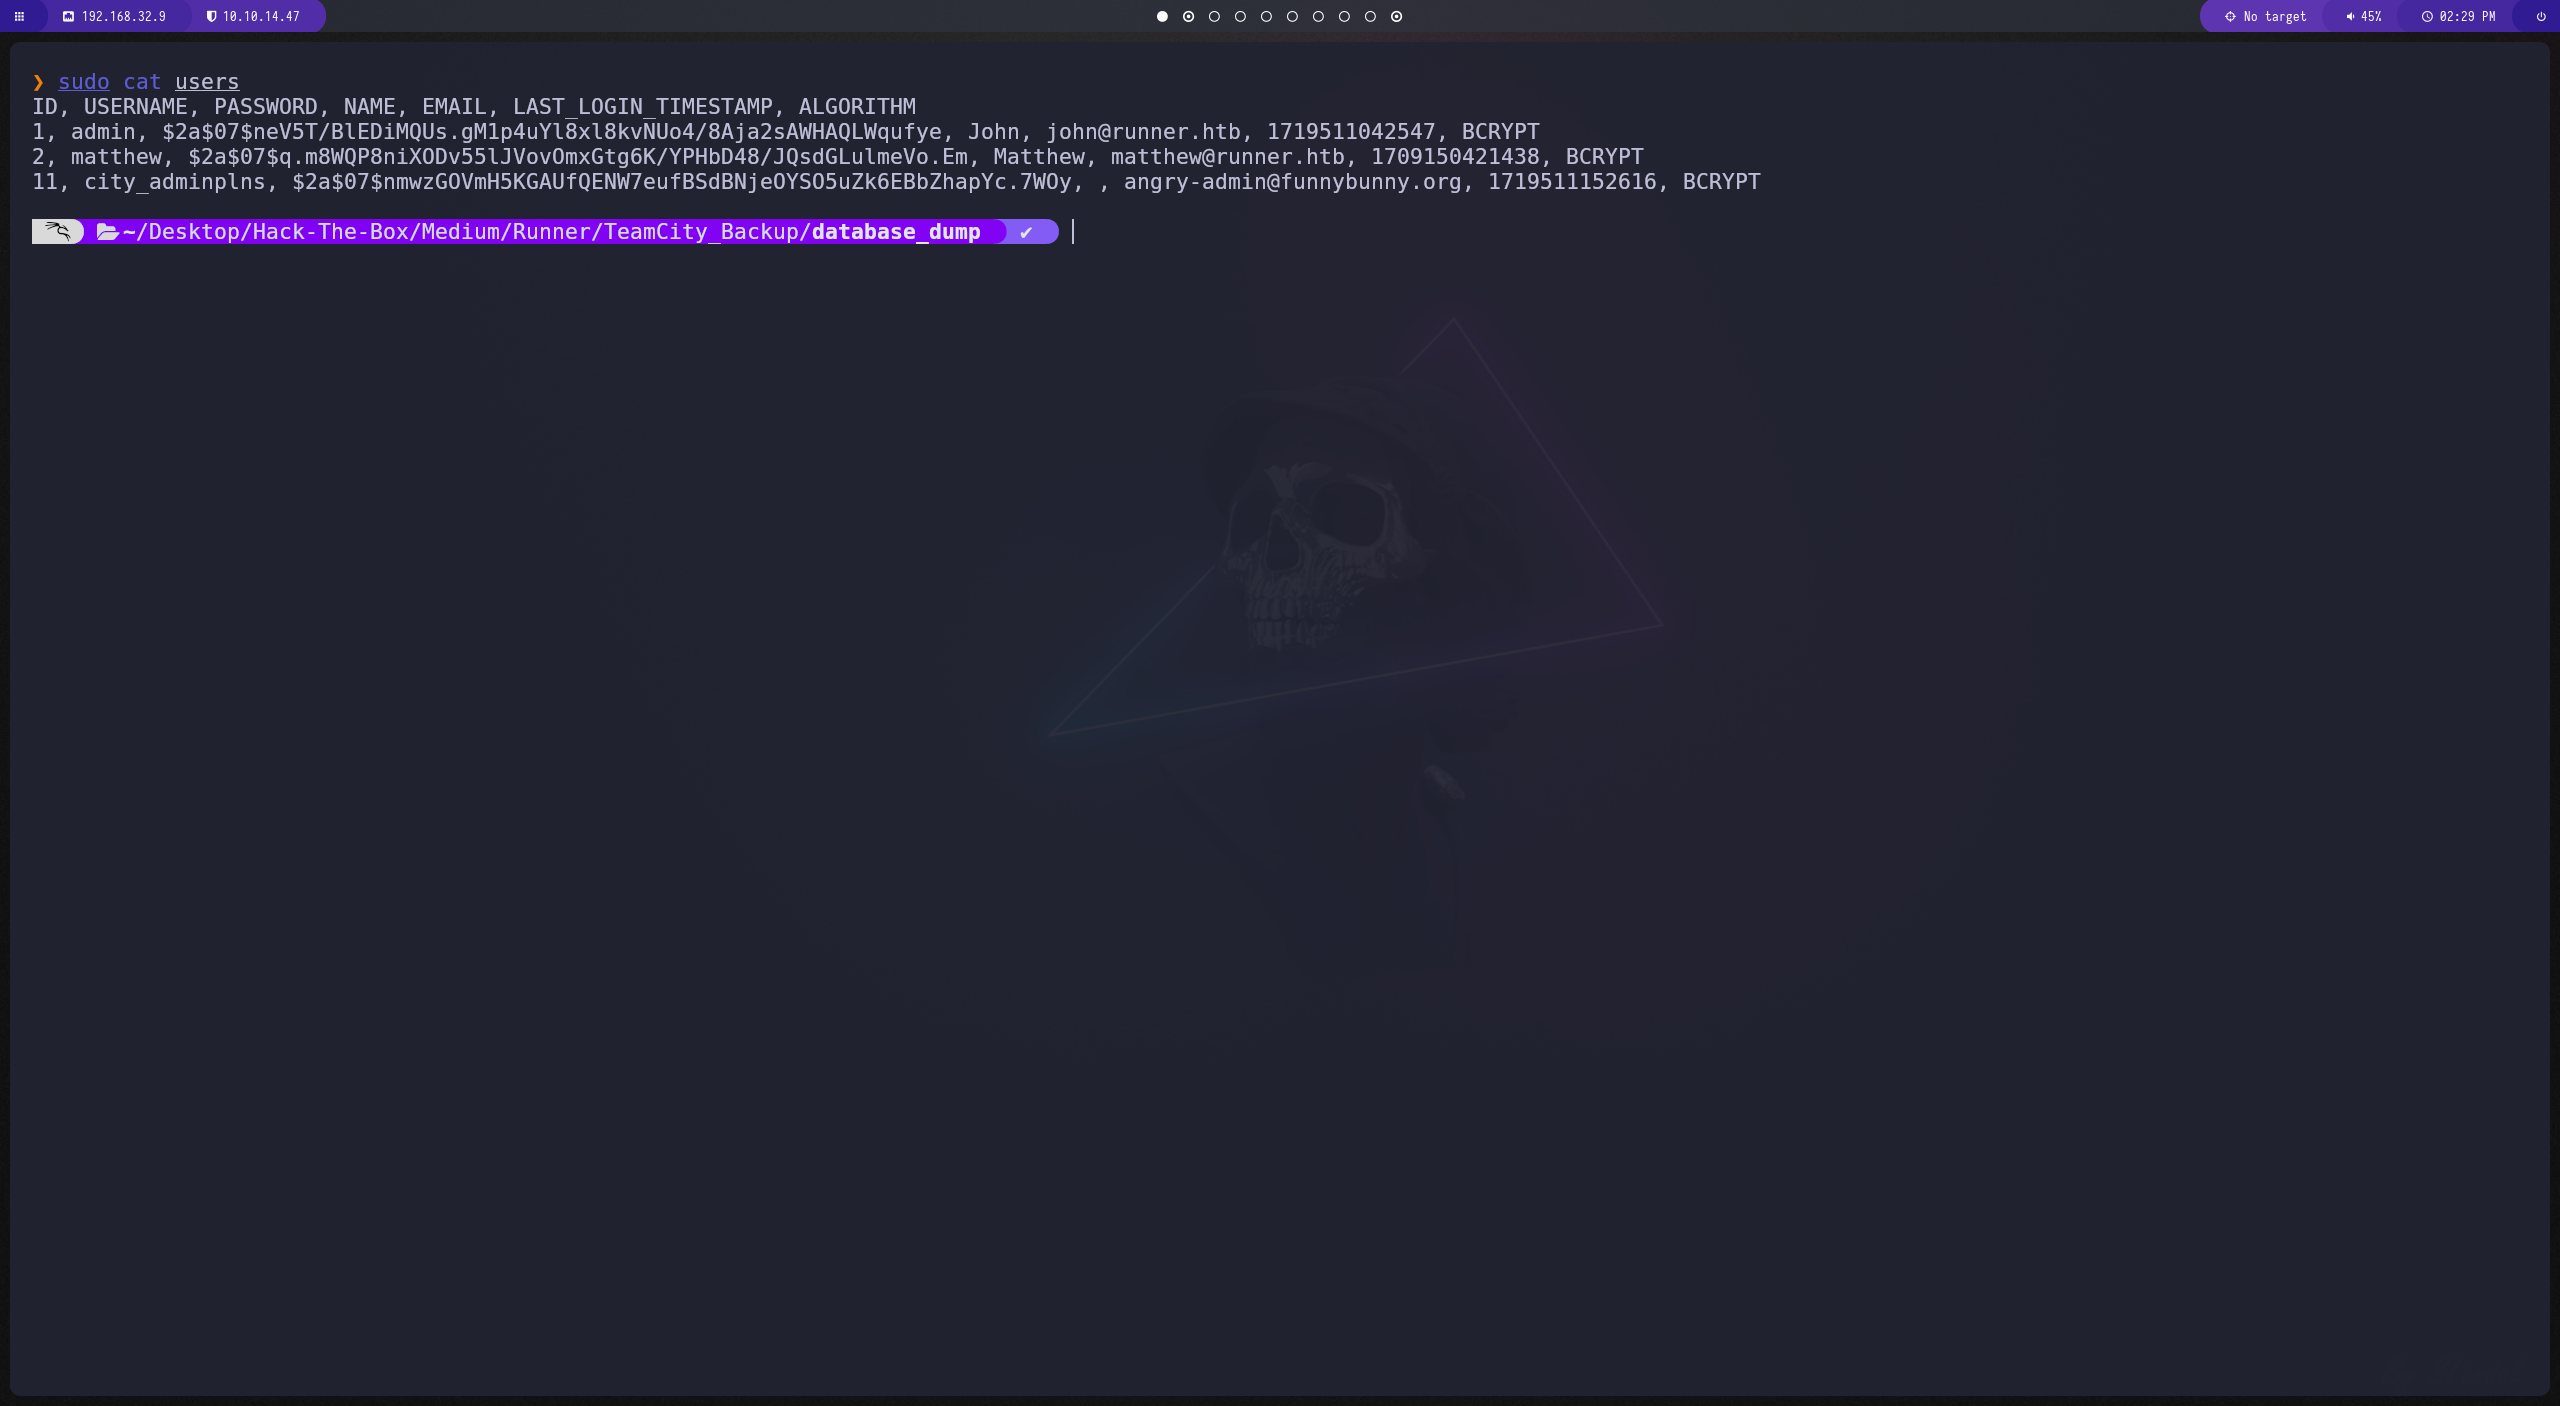 192.168.32.9 10.10.14.47 No target 45% 02:29 PM
❯ sudo cat users
ID, USERNAME, PASSWORD, NAME, EMAIL, LAST_LOGIN_TIMESTAMP, ALGORITHM
1, admin, $2a$07$neV5T/BlEDiMQUs.gM1p4uYl8xl8kvNUo4/8Aja2sAWHAQLWqufye, John, john@runner.htb, 1719511042547, BCRYPT
2, matthew, $2a$07$q.m8WQP8niXODv55lJVovOmxGtg6K/YPHbD48/JQsdGLulmeVo.Em, Matthew, matthew@runner.htb, 1709150421438, BCRYPT
11, city_adminplns, $2a$07$nmwzGOVmH5KGAUfQENW7eufBSdBNjeOYSO5uZk6EBbZhapYc.7WOy, , angry-admin@funnybunny.org, 1719511152616, BCRYPT
~/Desktop/Hack-The-Box/Medium/Runner/TeamCity_Backup/database_dump ✔